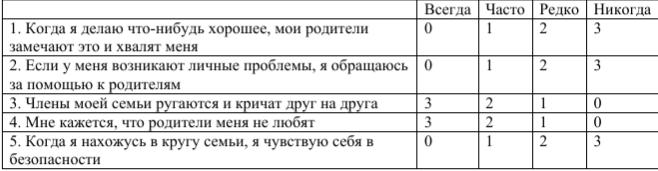 Всегда Часто Редко Никогда
1. Когда я делаю что-нибудь хорошее, мои родители 0 1 2 3
замечают это и хвалят меня
2. Если у меня возникают личные проблемы, я обращаюсь 0 1 2 3
за помощью к родителям
3. Члены моей семьи ругаются и кричат друг на друга 3 2 1 0
4. Мне кажется, что родители меня не любят 3 2 1 0
5. Когда я нахожусь в кругу семьи, я чувствую себя в 0 1 2 3
безопасности